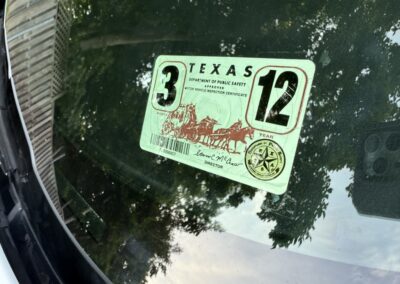 3
TEXAS
DEPARTMENT OF PUBLIC SAFETY
APPROVED
MOTOR VEHICLE INSPECTION CERTIFICATE
12
YEAR
DIRECTOR